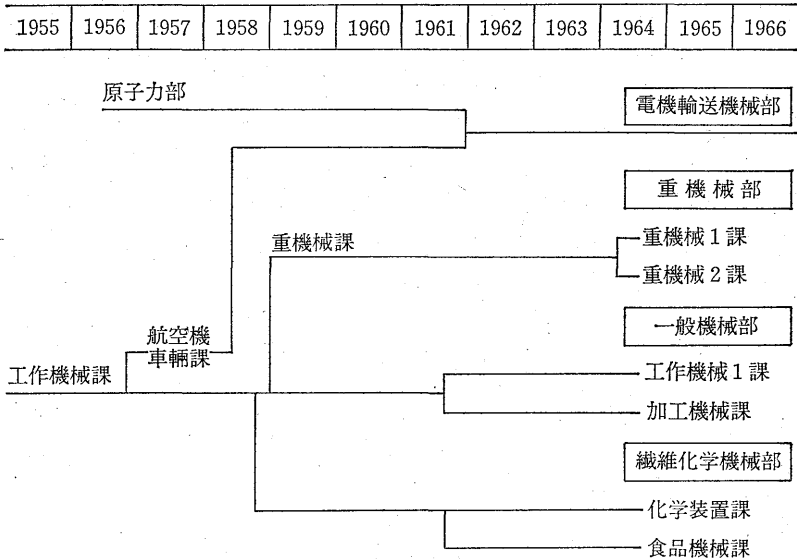 1955 1956 1957 1958 1959 1960 1961 1962 1963 1964 1965 1966
原子力部
電機輸送機械部
重機械部
重機械課
重機械1課
重機械2課
一般機械部
航空機
車輛課
工作機械課
工作機械1課
加工機械課
繊維化学機械部
化学装置課
食品機械課